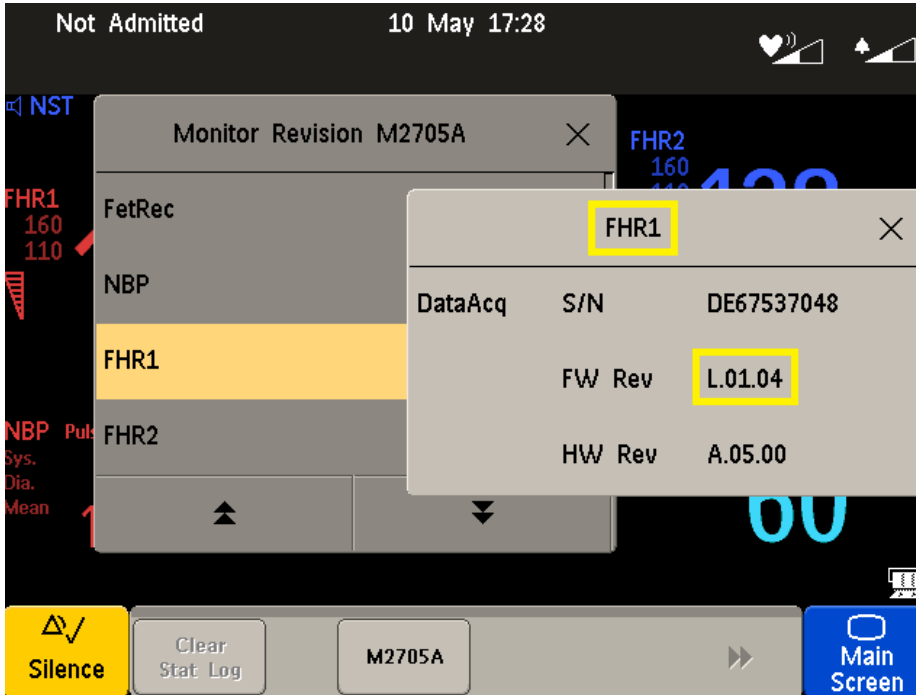 Not Admitted
10 May 17:28
NST
Monitor Revision M2705A
FHR2
160
FHR1
160
110
FetRec
NBP
FHR1
FHR2
FHR1
DataAcq S/N DE67537048
FW Rev L.01.04
HW Rev A.05.00
NBP
Sys.
Dia.
Mean
60
Silence
Clear
Stat Log
M2705A
Main
Screen